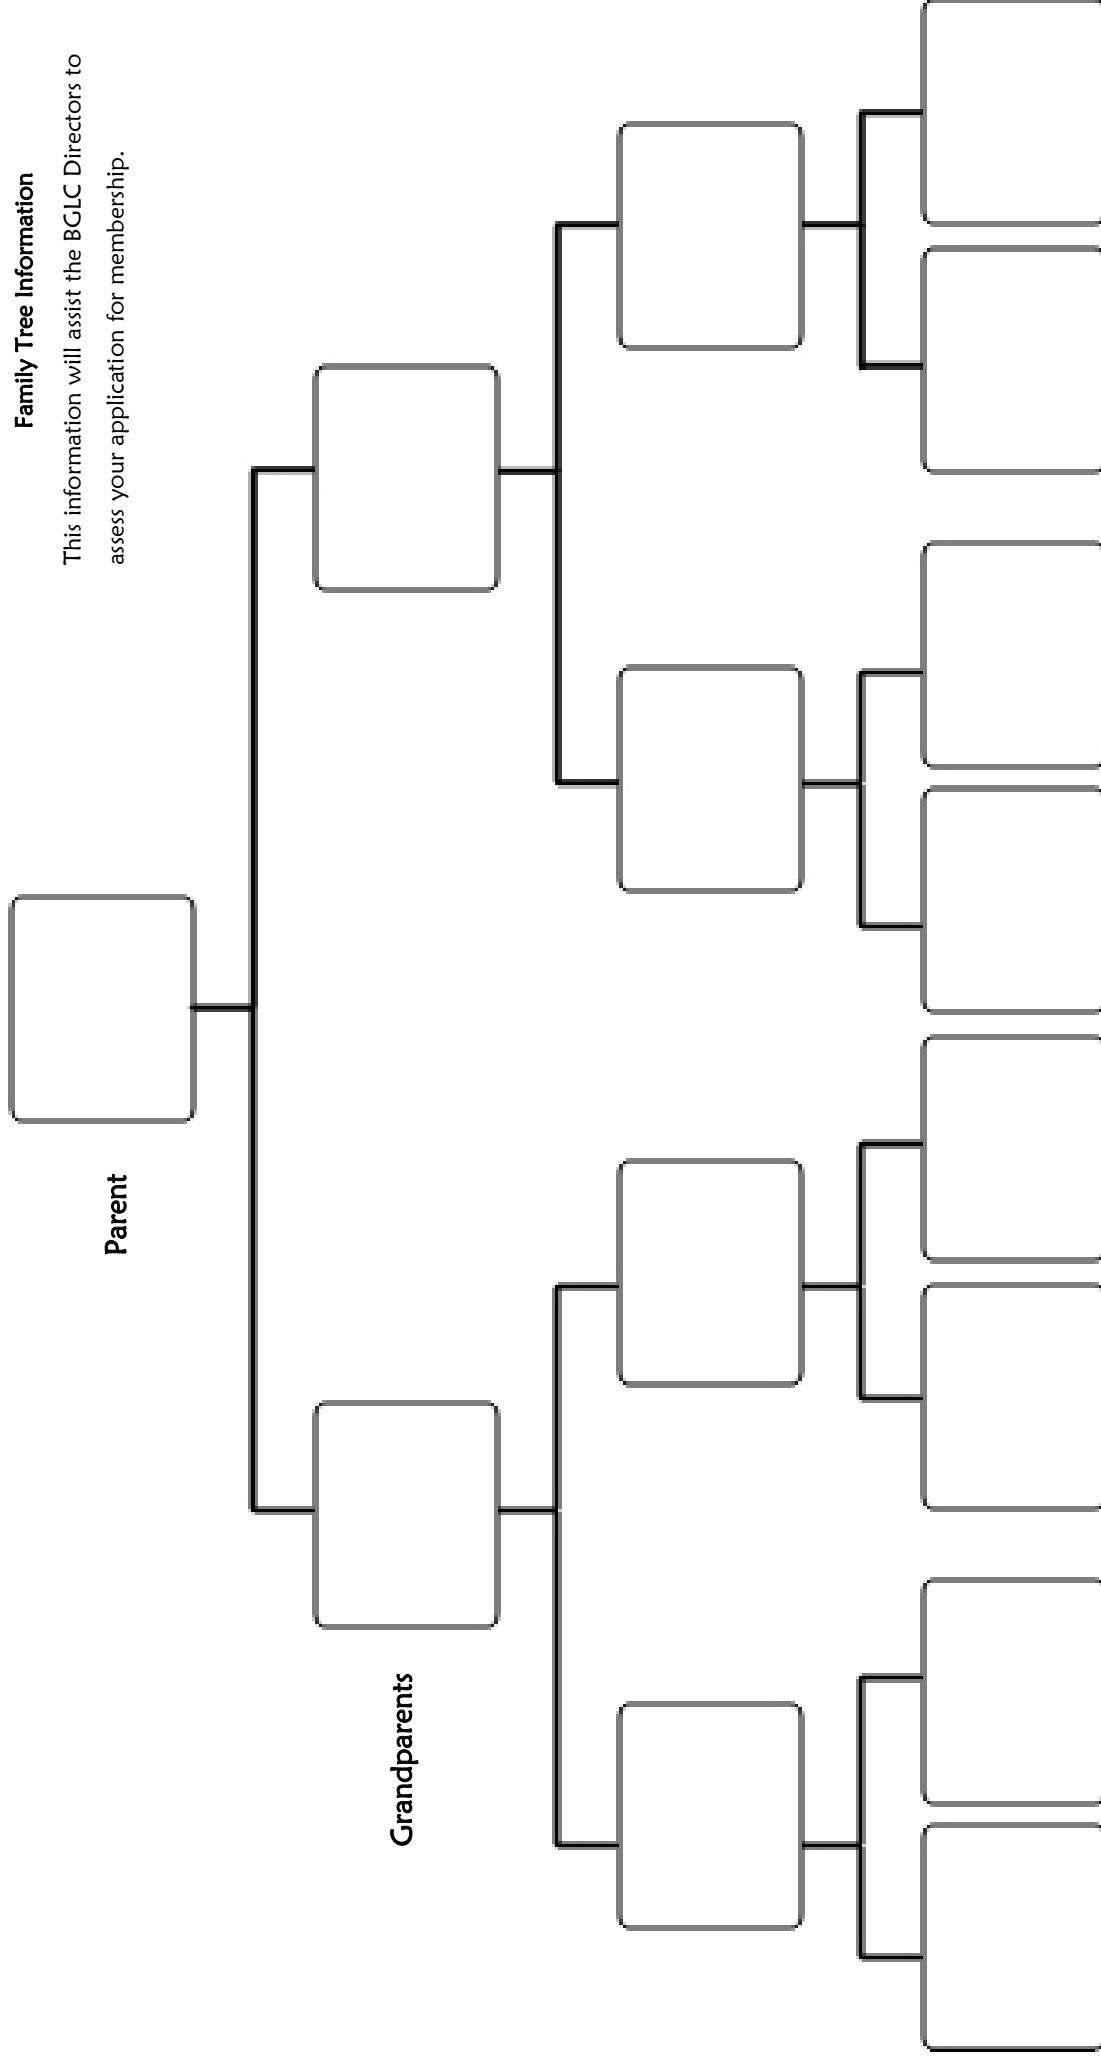 Family Tree Information
This information will assist the BGLC Directors to
assess your application for membership.
Parent
Grandparents